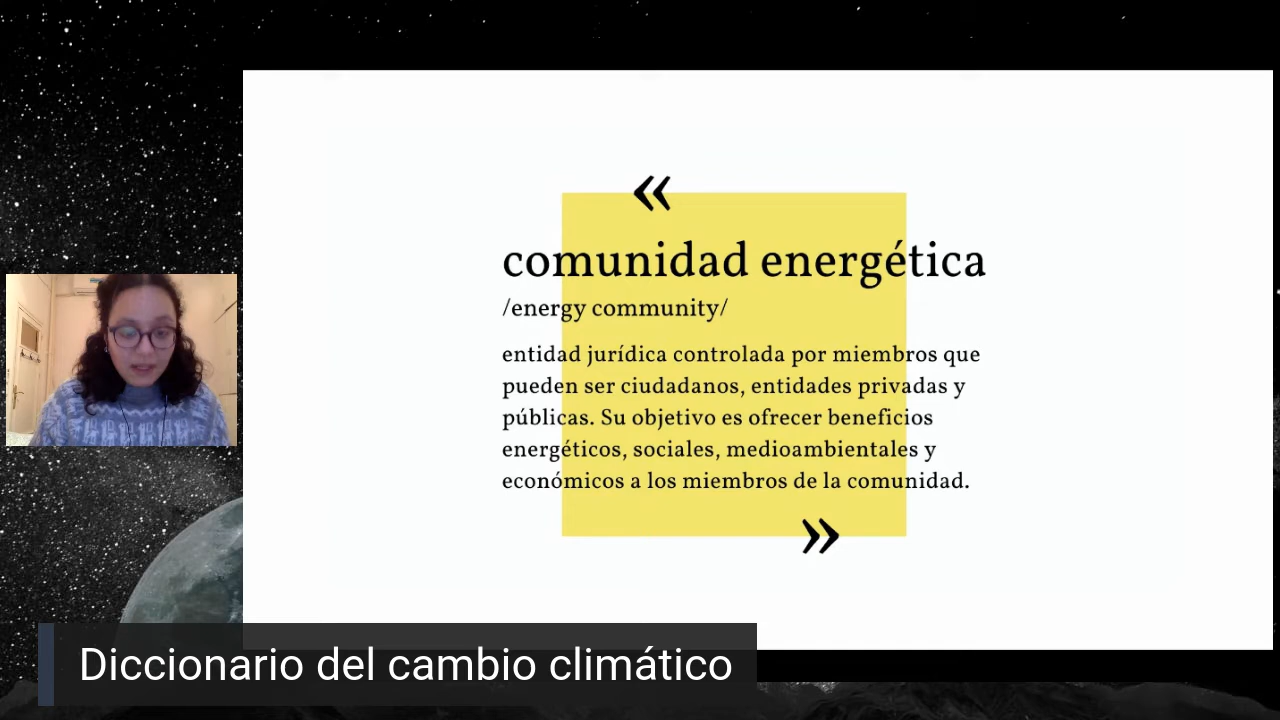 «
comunidad energética
/energy community/
entidad jurídica controlada por miembros que
pueden ser ciudadanos, entidades privadas y
públicas. Su objetivo es ofrecer beneficios
energéticos, sociales, medioambientales y
económicos a los miembros de la comunidad.
»
Diccionario del cambio climático